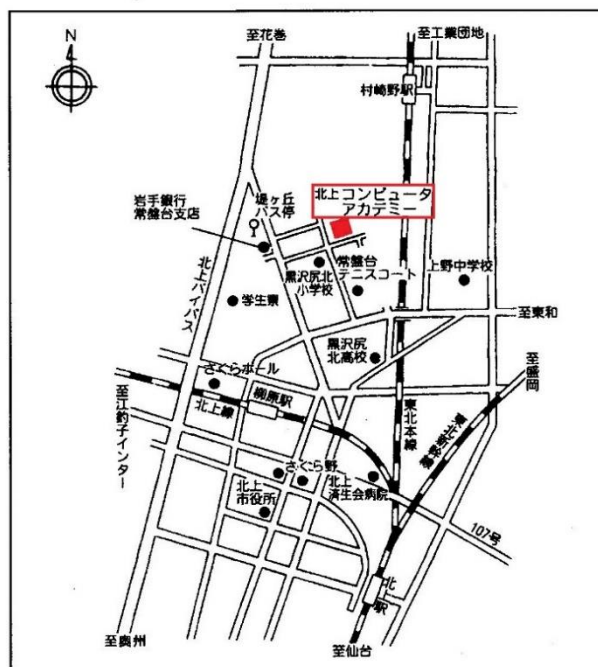 N
至花巻
至工業団地
村崎野駅
岩手銀行
常盤台支店
堤ヶ丘
バス停
北上コンピュータ
アカデミー
北上バイパス
黒沢尻北
小学校
常盤台
テニスコート
上野中学校
学生寮
至東和
黒沢尻
北高校
至盛岡
さくらホール
柳原駅
北上線
至江釣子インター
東北本線
東北新幹線
さくら野
北上
市役所
北上
済生会病院
107号
北
駅
至奥州
至仙台